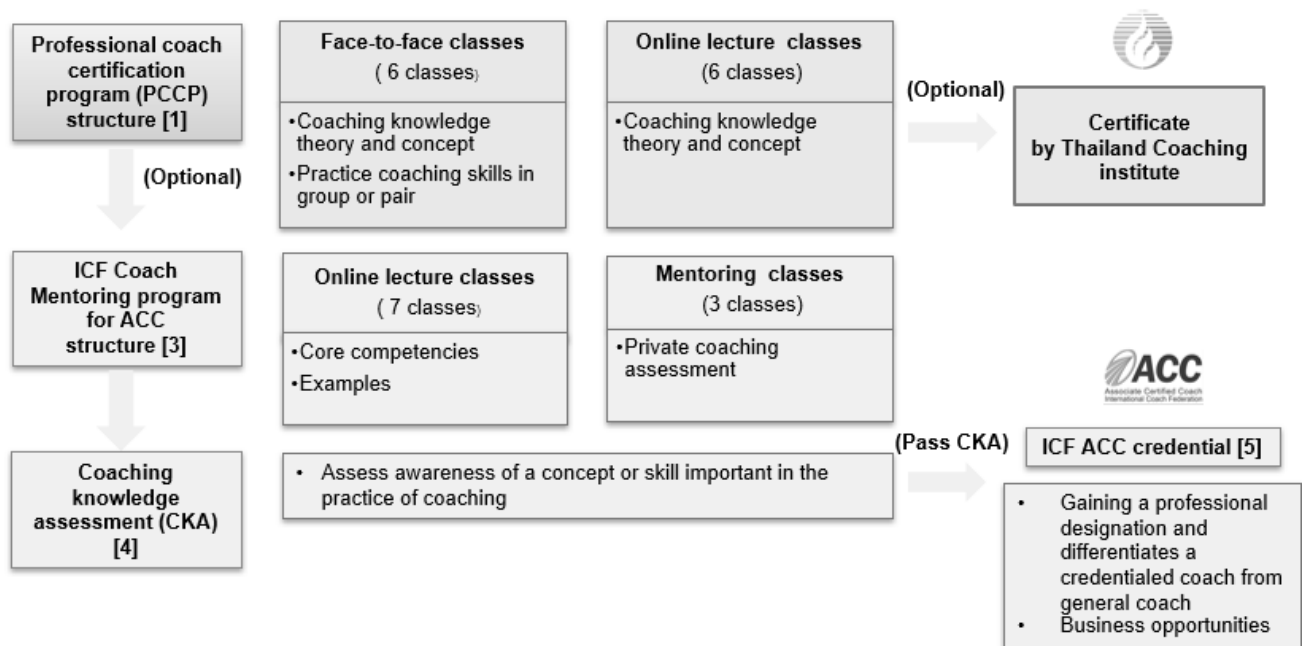 Professional coach
certification
program (PCCP)
structure [1]
(Optional)
Face-to-face classes
( 6 classes)
•Coaching knowledge
theory and concept
•Practice coaching skills in
group or pair
Online lecture classes
(6 classes)
•Coaching knowledge
theory and concept
(Optional)
Certificate
by Thailand Coaching
institute
ICF Coach
Mentoring program
for ACC
structure [3]
Online lecture classes
( 7 classes)
•Core competencies
•Examples
Mentoring classes
(3 classes)
•Private coaching
assessment
ACC
Associate Certified Coach
International Coach Federation
Coaching
knowledge
assessment (CKA)
[4]
• Assess awareness of a concept or skill important in the
practice of coaching
(Pass CKA)
ICF ACC credential [5]
• Gaining a professional
designation and
differentiates a
credentialed coach from
general coach
• Business opportunities